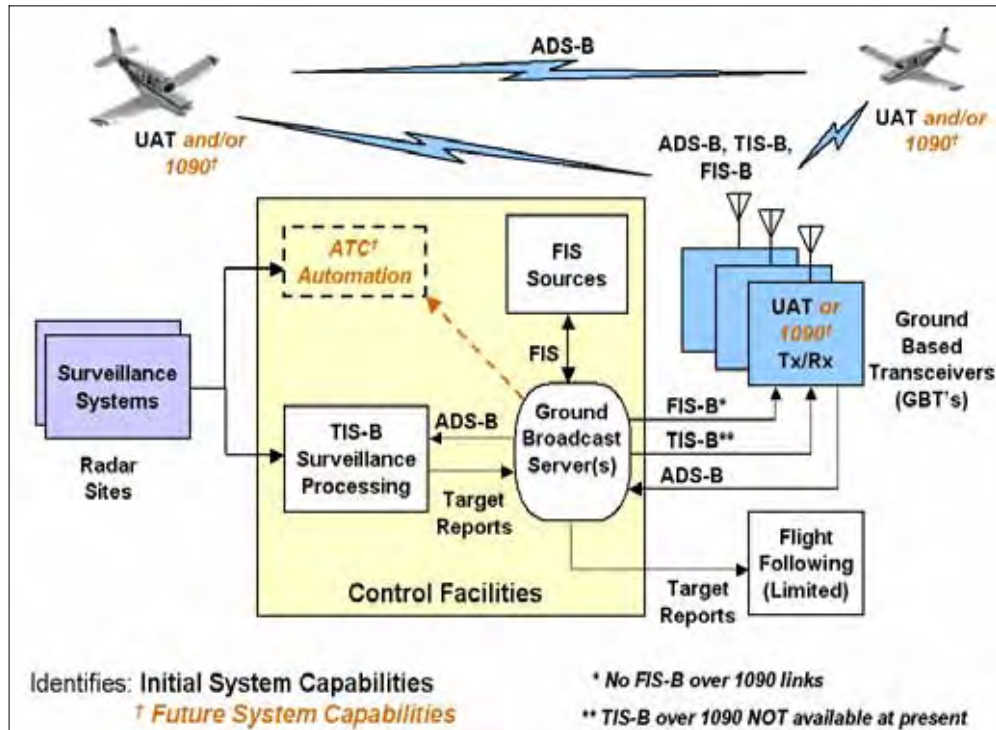 ADS-B
UAT and/or
1090†
UAT and/or
1090†
ADS-B, TIS-B,
FIS-B
ATC†
Automation
FIS
Sources
UAT or
1090†
Tx/Rx
Ground
Based
Transceivers
(GBT's)
Surveillance
Systems
Radar
Sites
FIS
TIS-B
Surveillance
Processing
ADS-B
Target
Reports
Ground
Broadcast
Server(s)
FIS-B*
TIS-B**
ADS-B
Flight
Following
(Limited)
Target
Reports
Control Facilities
Identifies: Initial System Capabilities
† Future System Capabilities
* No FIS-B over 1090 links
** TIS-B over 1090 NOT available at present